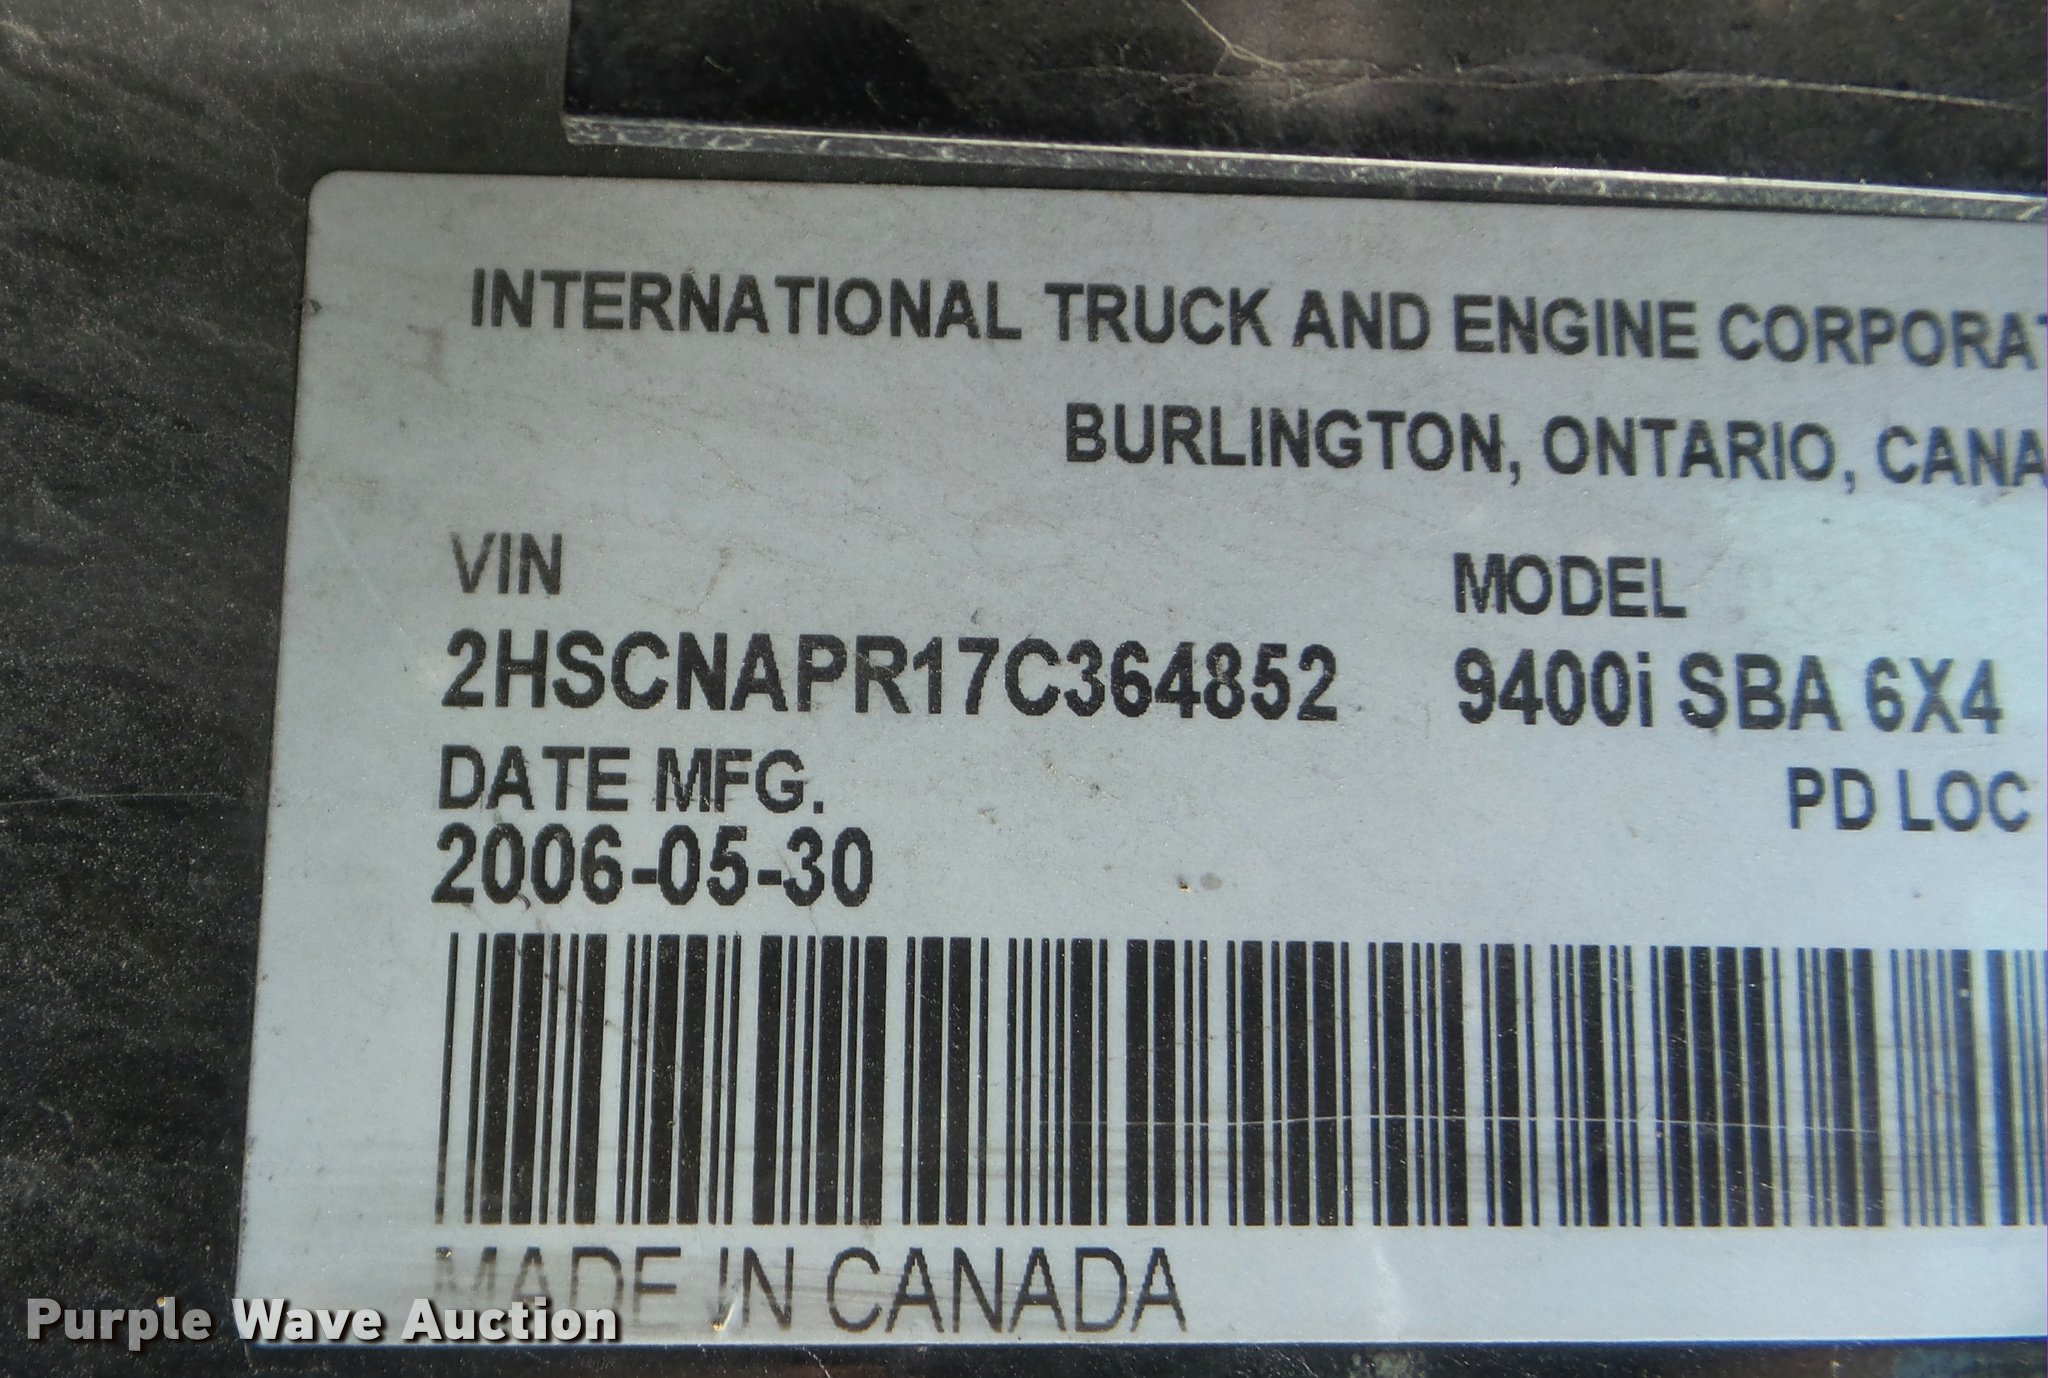 INTERNATIONAL TRUCK AND ENGINE CORPORAT
BURLINGTON, ONTARIO, CANA
VIN
MODEL
2HSCNAPR17C364852
9400i SBA 6X4
DATE MFG.
PD LOC
2006-05-30
MADE IN CANADA
Purple Wave Auction